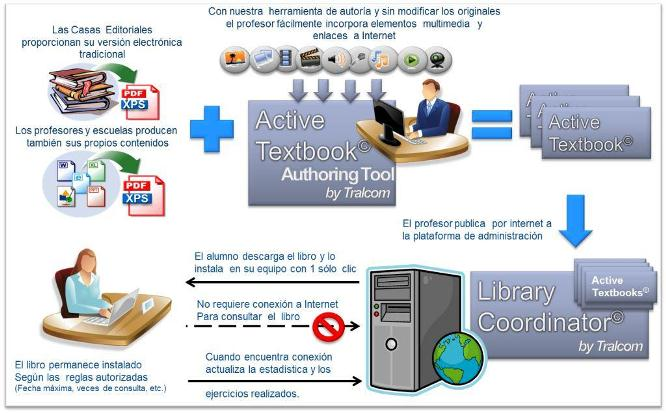 Las Casas Editoriales
proporcionan su versión electrónica
tradicional
PDF
XPS
Los profesores y escuelas producen
también sus propios contenidos
PDF
XPS
Con nuestra herramienta de autoría y sin modificar los originales
el profesor fácilmente incorpora elementos multimedia y
enlaces a Internet
Active
Textbook©
Authoring Tool
by Tralcom
Active
Textbook©
El profesor publica por internet a
la plataforma de administración
El alumno descarga el libro y lo
instala en su equipo con 1 sólo clic
No requiere conexión a Internet
Para consultar el libro
Cuando encuentra conexión
actualiza la estadística y los
ejercicios realizados.
El libro permanece instalado
Según las reglas autorizadas
(Fecha máxima, veces de consulta, etc.)
Active
Textbooks©
Library
Coordinator©
by Tralcom